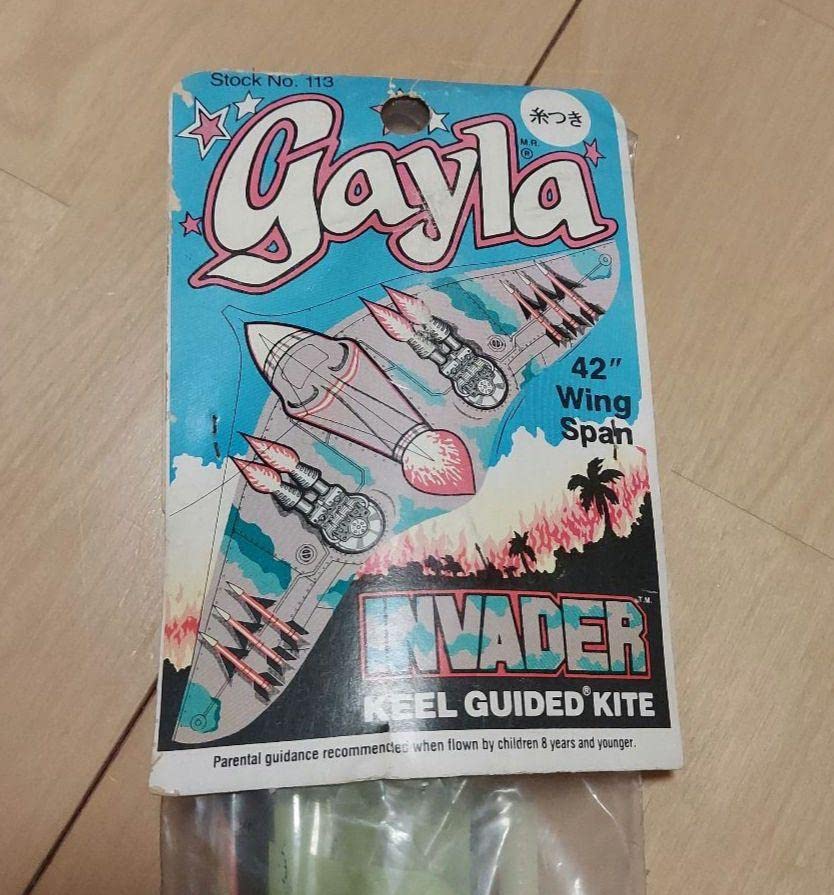 Stock No. 113
糸つき
Gayla
M.R.
®
42"
Wing
Span
INVADER
T.M.
KEEL GUIDED® KITE
Parental guidance recommended when flown by children 8 years and younger.